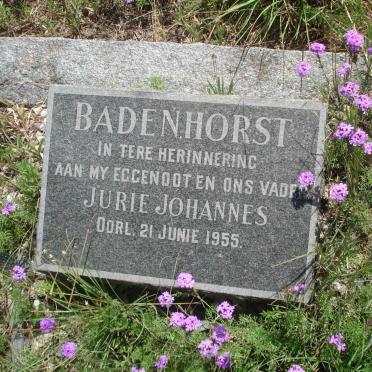 BADENHORST
IN TERE HERINNERING
AAN MY EGGENOOT EN ONS VADER
JURIE JOHANNES
OORL. 21 JUNIE 1955.